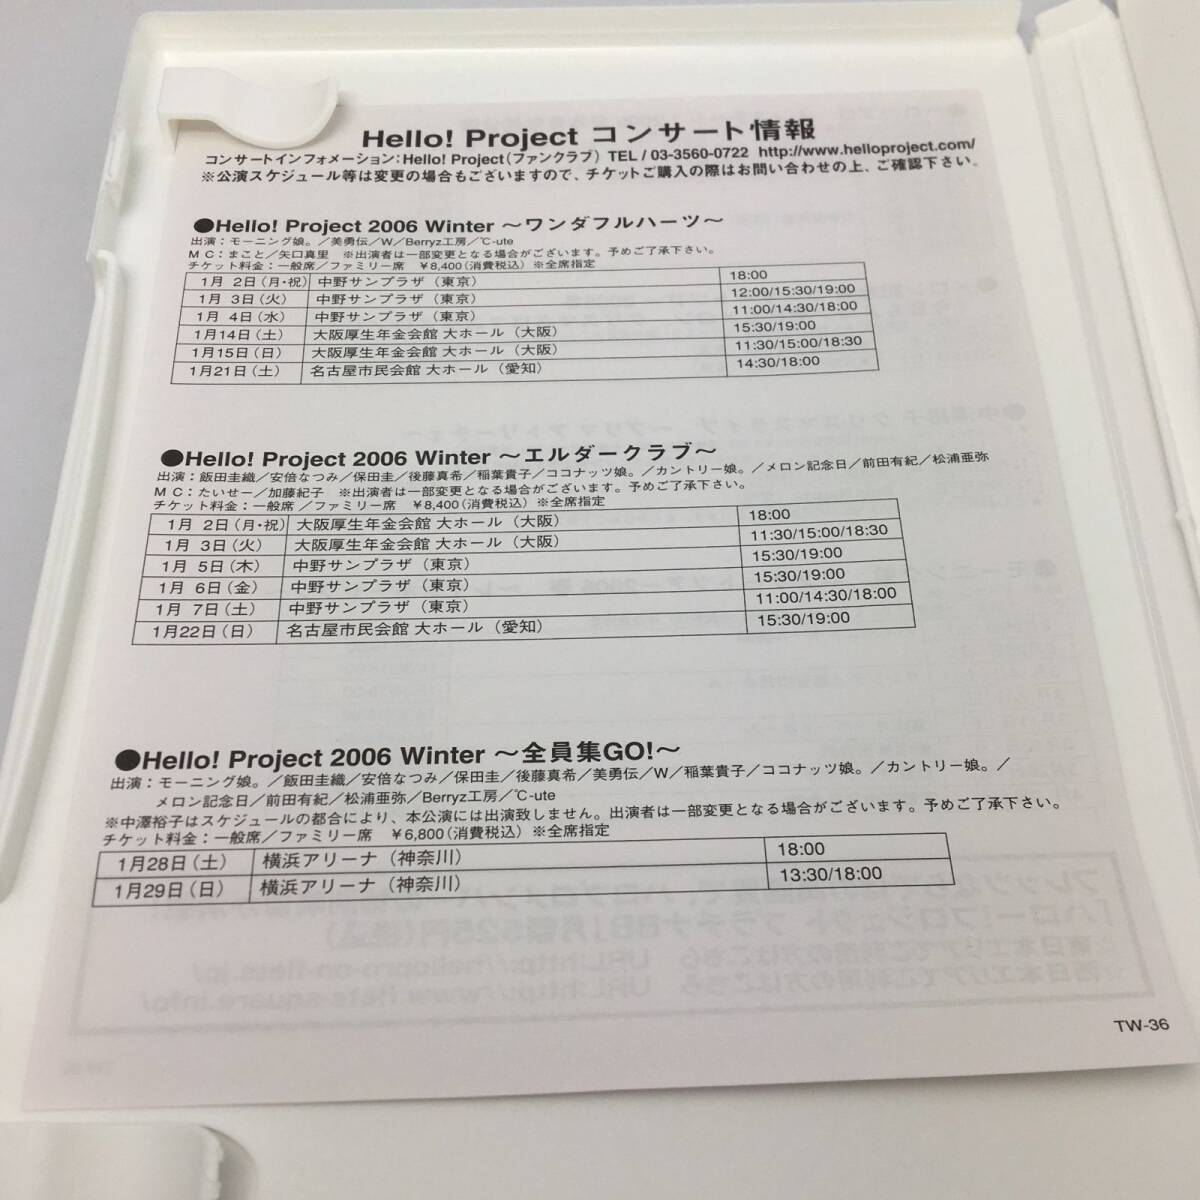 Hello! Project コンサート情報
コンサートインフォメーション:Hello! Project(ファンクラブ) TEL/03-3560-0722 http://www.helloproject.com/
※公演スケジュール等は変更の場合もございますので、チケットご購入の際はお問い合わせの上、ご確認下さい。
●Hello! Project 2006 Winter ～ワンダフルハーツ～
出演：モーニング娘。／美勇伝／W／Berryz工房／℃-ute
ＭＣ：まこと／矢口真里　※出演者は一部変更となる場合がございます。予めご了承下さい。
チケット料金：一般席／ファミリー席　¥8,400(消費税込) ※全席指定
1月 2日(月・祝) 中野サンプラザ（東京） 18:00
1月 3日(火) 中野サンプラザ（東京） 12:00/15:30/19:00
1月 4日(水) 中野サンプラザ（東京） 11:00/14:30/18:00
1月14日(土) 大阪厚生年金会館 大ホール（大阪） 15:30/19:00
1月15日(日) 大阪厚生年金会館 大ホール（大阪） 11:30/15:00/18:30
1月21日(土) 名古屋市民会館 大ホール（愛知） 14:30/18:00
●Hello! Project 2006 Winter ～エルダークラブ～
出演：飯田圭織／安倍なつみ／保田圭／後藤真希／稲葉貴子／ココナッツ娘。／カントリー娘。／メロン記念日／前田有紀／松浦亜弥
ＭＣ：たいせー／加藤紀子　※出演者は一部変更となる場合がございます。予めご了承下さい。
チケット料金：一般席／ファミリー席　¥8,400(消費税込) ※全席指定
1月 2日(月・祝) 大阪厚生年金会館 大ホール（大阪） 18:00
1月 3日(火) 大阪厚生年金会館 大ホール（大阪） 11:30/15:00/18:30
1月 5日(木) 中野サンプラザ（東京） 15:30/19:00
1月 6日(金) 中野サンプラザ（東京） 15:30/19:00
1月 7日(土) 中野サンプラザ（東京） 11:00/14:30/18:00
1月22日(日) 名古屋市民会館 大ホール（愛知） 15:30/19:00
●Hello! Project 2006 Winter ～全員集GO!～
出演：モーニング娘。／飯田圭織／安倍なつみ／保田圭／後藤真希／美勇伝／W／稲葉貴子／ココナッツ娘。／カントリー娘。／
メロン記念日／前田有紀／松浦亜弥／Berryz工房／℃-ute
※中澤裕子はスケジュールの都合により、本公演には出演致しません。出演者は一部変更となる場合がございます。予めご了承下さい。
チケット料金：一般席／ファミリー席　¥6,800(消費税込) ※全席指定
1月28日(土) 横浜アリーナ（神奈川） 18:00
1月29日(日) 横浜アリーナ（神奈川） 13:30/18:00
TW-36